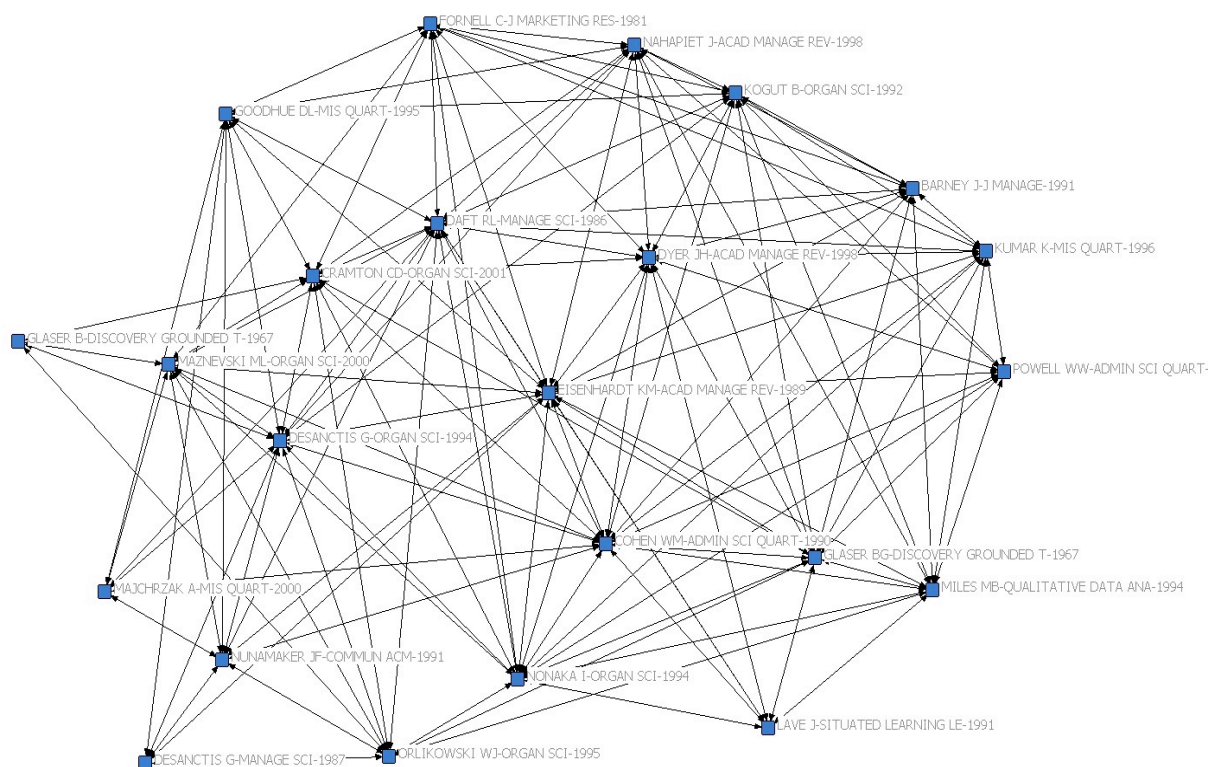 FORNELL C-J MARKETING RES-1981
NAHAPIET J-ACAD MANAGE REV-1998
KOGUT B-ORGAN SCI-1992
GOODHUE DL-MIS QUART-1995
BARNEY J-J MANAGE-1991
DAFT RL-MANAGE SCI-1986
KUMAR K-MIS QUART-1996
DYER JH-ACAD MANAGE REV-1998
CRAMTON CD-ORGAN SCI-2001
GLASER B-DISCOVERY GROUNDED T-1967
MAZNEVSKI ML-ORGAN SCI-2000
POWELL WW-ADMIN SCI QUART-
EISENHARDT KM-ACAD MANAGE REV-1989
DESANCTIS G-ORGAN SCI-1994
COHEN WM-ADMIN SCI QUART-1990
GLASER BG-DISCOVERY GROUNDED T-1967
MAJCHRZAK A-MIS QUART-2000
MILES MB-QUALITATIVE DATA ANA-1994
NUNAMAKER JF-COMMUN ACM-1991
NONAKA I-ORGAN SCI-1994
LAVE J-SITUATED LEARNING LE-1991
ORLIKOWSKI WJ-ORGAN SCI-1995
DESANCTIS G-MANAGE SCI-1987